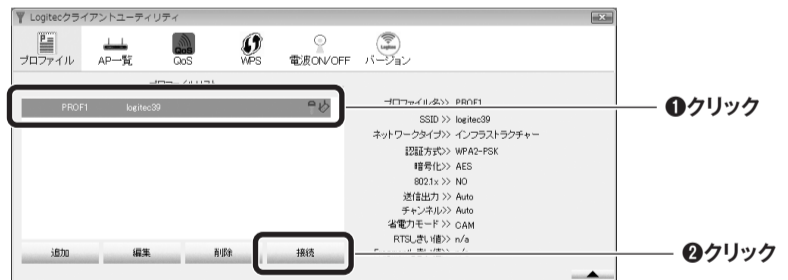 Logitecクライアントユーティリティ
プロファイル AP一覧 QoS WPS 電波ON/OFF バージョン
PROF1 logitec39
❶クリック
プロファイル名>> PROF1
SSID >> logitec39
ネットワークタイプ>> インフラストラクチャー
認証方式>> WPA2-PSK
暗号化>> AES
802.1x >> NO
送信出力>> Auto
チャンネル>> Auto
省電力モード>> CAM
RTSしきい値>> n/a
追加 編集 削除 接続
❷クリック